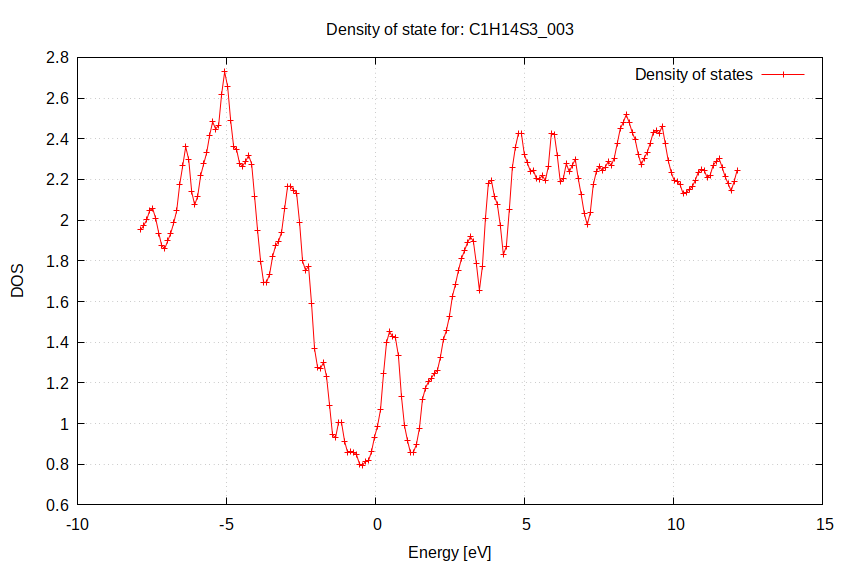 Density of state for: C1H14S3_003
Density of states
2.8
2.6
2.4
2.2
2
1.8
1.6
1.4
1.2
1
0.8
0.6
DOS
-10 -5 0 5 10 15
Energy [eV]